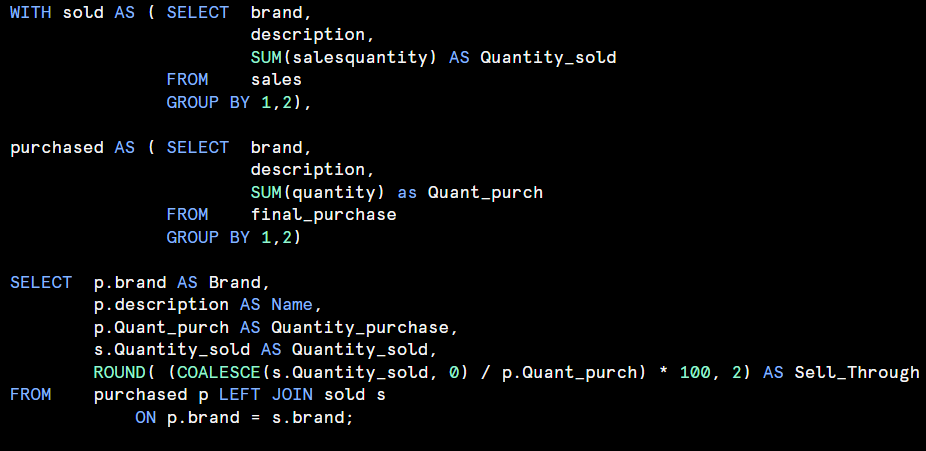 WITH sold AS ( SELECT  brand,
                       description,
                       SUM(salesquantity) AS Quantity_sold
               FROM    sales
               GROUP BY 1,2),
purchased AS ( SELECT  brand,
                       description,
                       SUM(quantity) as Quant_purch
               FROM    final_purchase
               GROUP BY 1,2)
SELECT  p.brand AS Brand,
        p.description AS Name,
        p.Quant_purch AS Quantity_purchase,
        s.Quantity_sold AS Quantity_sold,
        ROUND( (COALESCE(s.Quantity_sold, 0) / p.Quant_purch) * 100, 2) AS Sell_Through
FROM    purchased p LEFT JOIN sold s
            ON p.brand = s.brand;